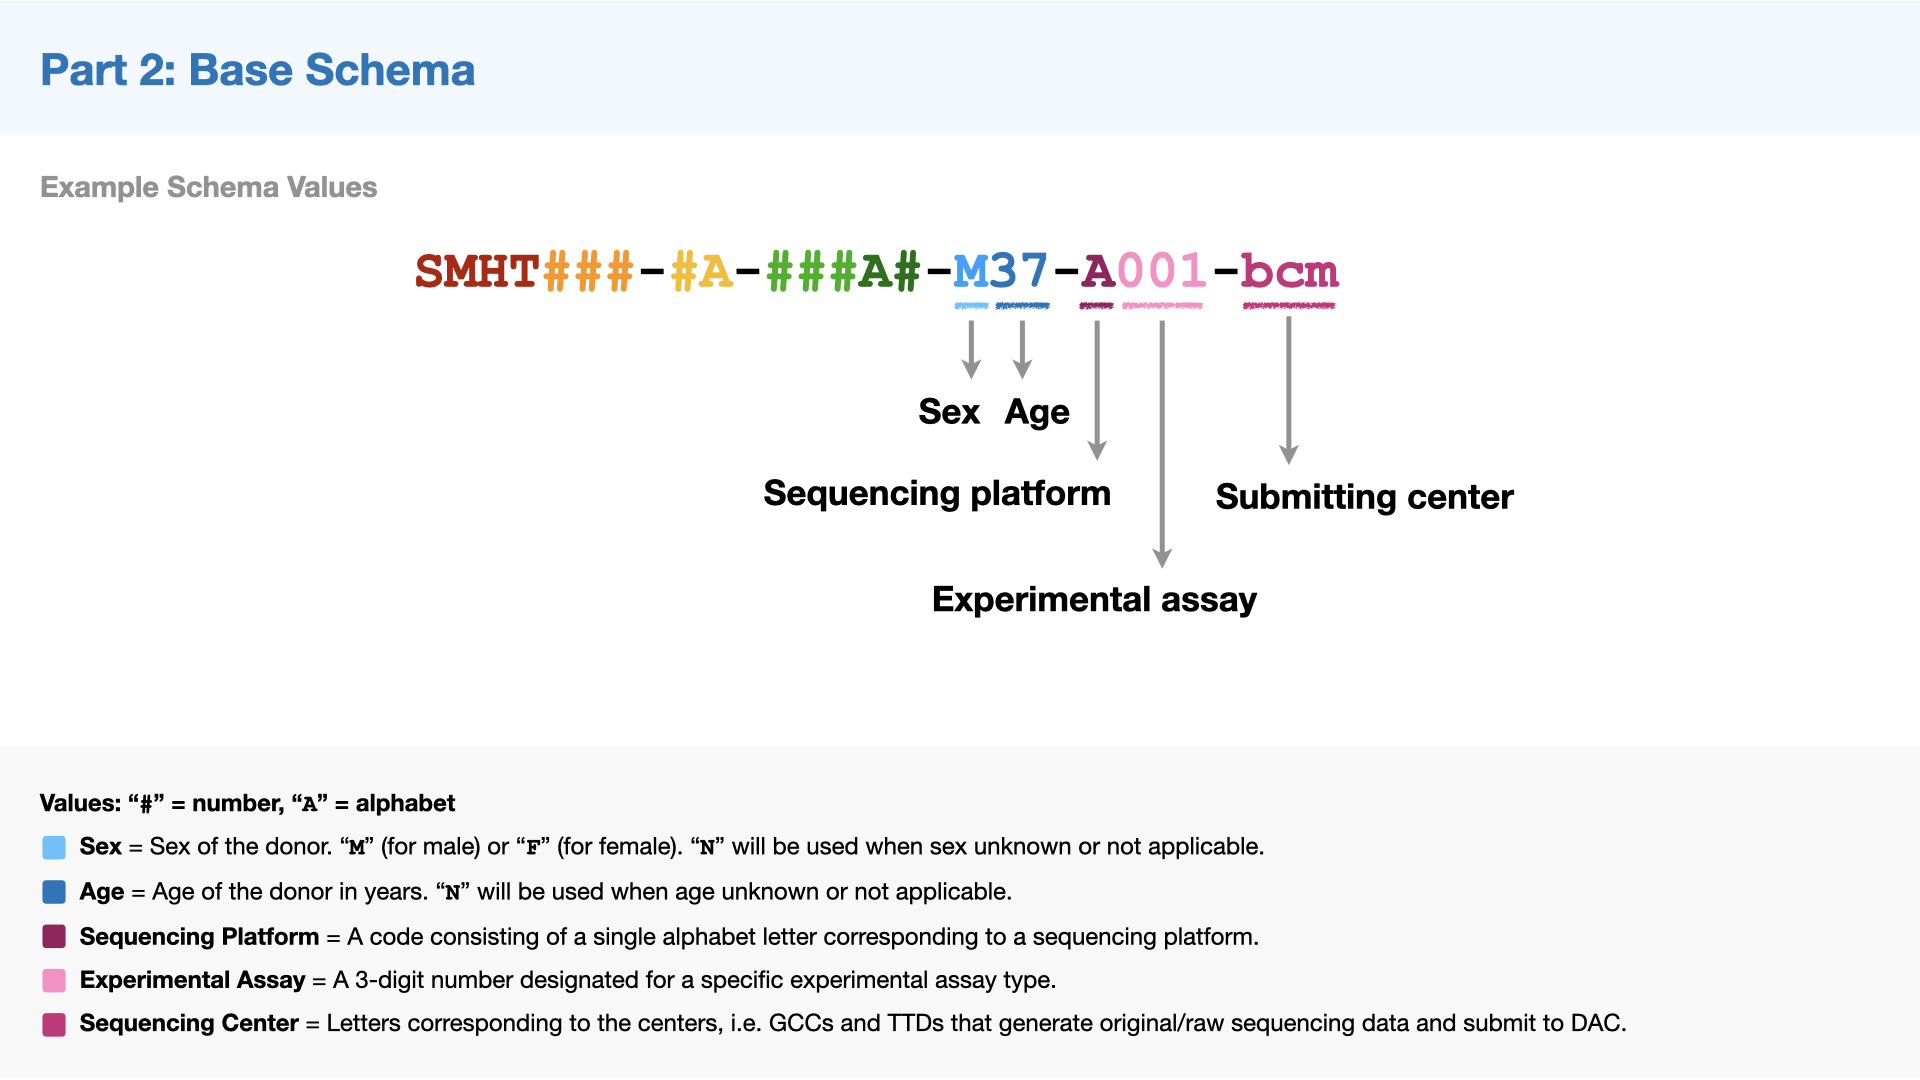 Part 2: Base Schema
Example Schema Values
SMHT###-#A-###A#-M37-A001-bcm
Sex Age
Sequencing platform
Submitting center
Experimental assay
Values: “#” = number, “A” = alphabet
Sex = Sex of the donor. “M” (for male) or “F” (for female). “N” will be used when sex unknown or not applicable.
Age = Age of the donor in years. “N” will be used when age unknown or not applicable.
Sequencing Platform = A code consisting of a single alphabet letter corresponding to a sequencing platform.
Experimental Assay = A 3-digit number designated for a specific experimental assay type.
Sequencing Center = Letters corresponding to the centers, i.e. GCCs and TTDs that generate original/raw sequencing data and submit to DAC.